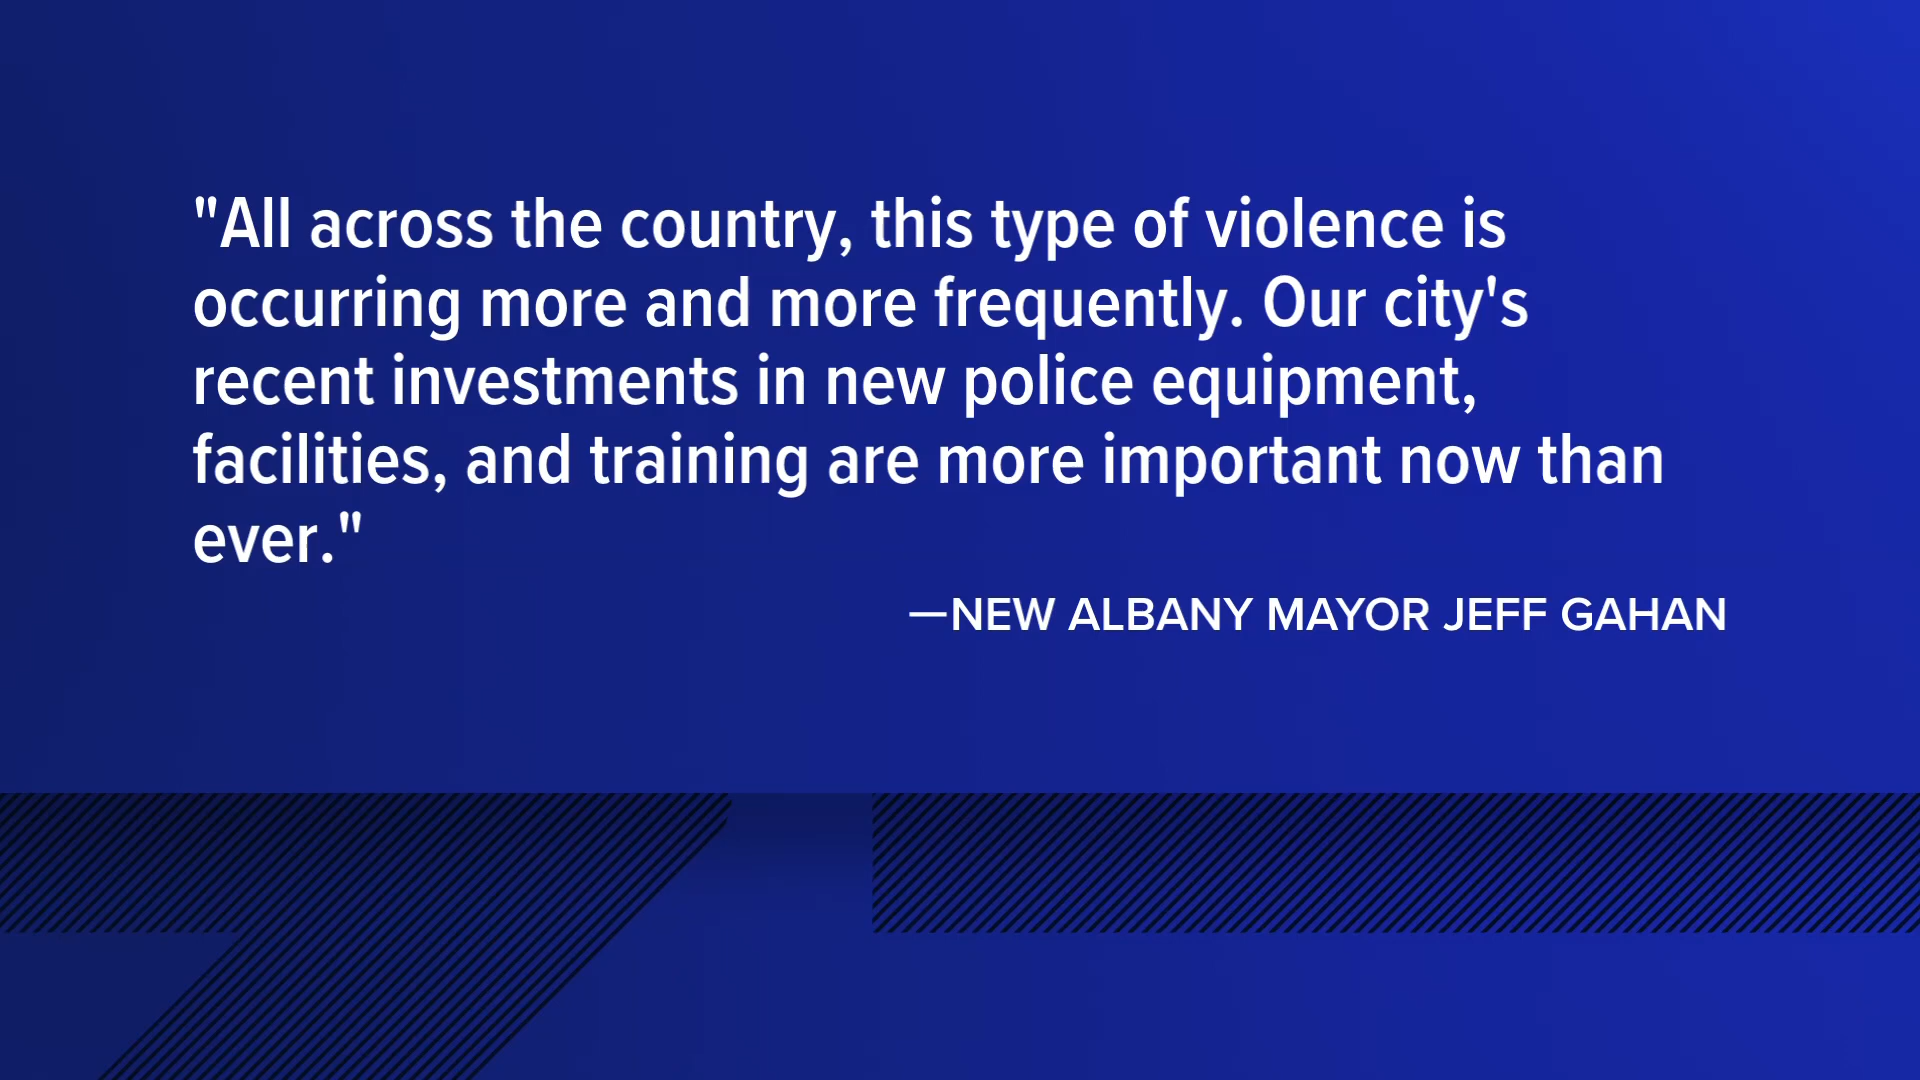 "All across the country, this type of violence is
occurring more and more frequently. Our city's
recent investments in new police equipment,
facilities, and training are more important now than
ever."
—NEW ALBANY MAYOR JEFF GAHAN